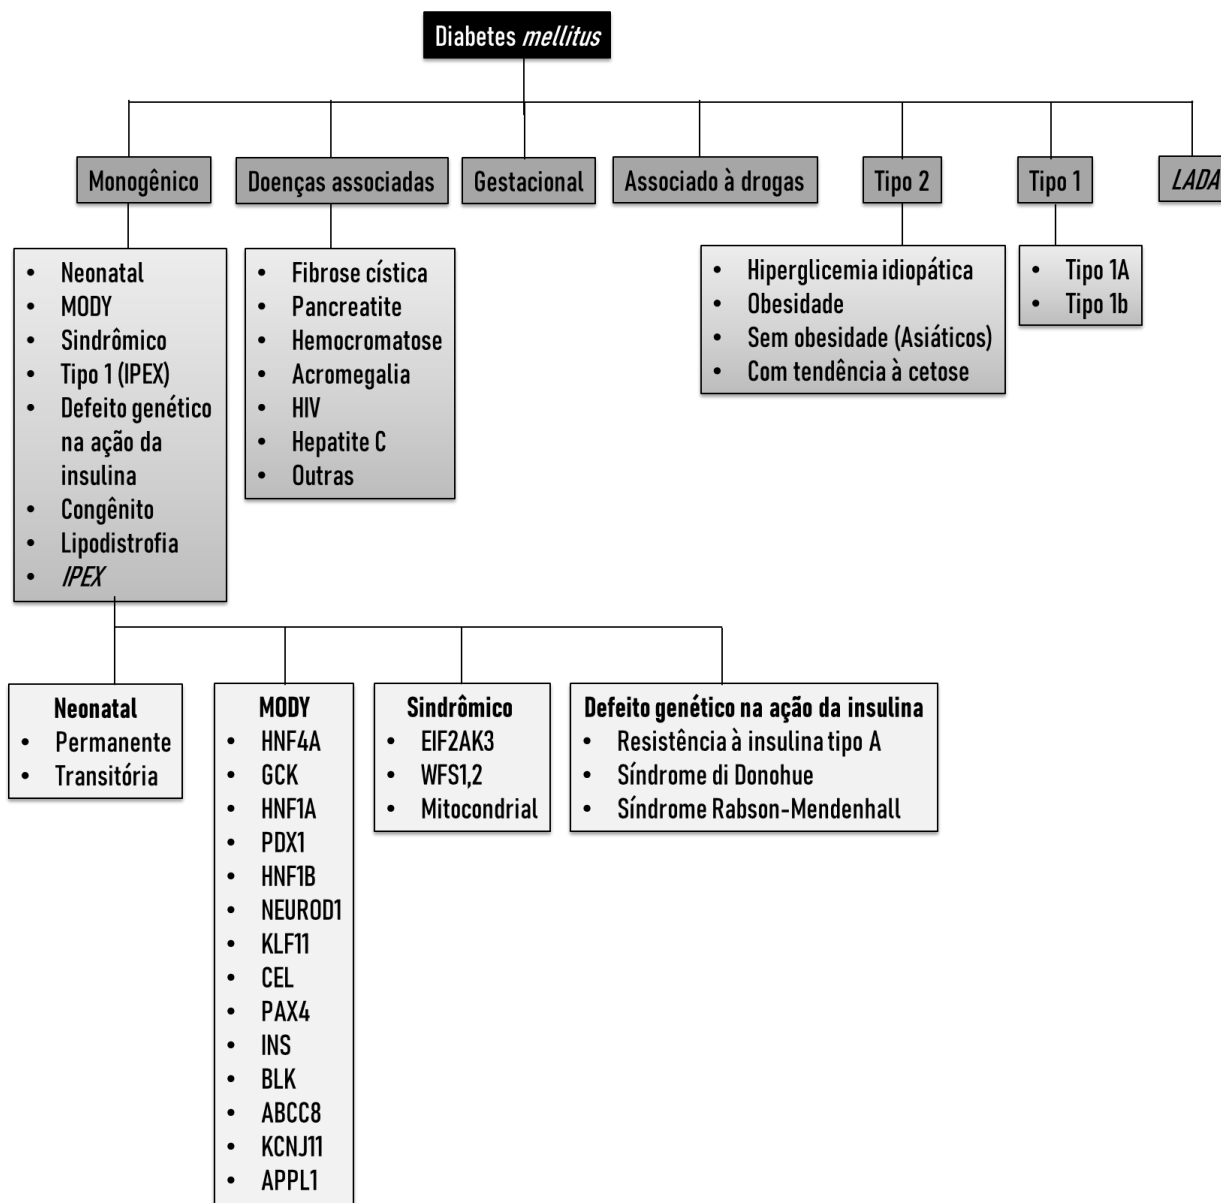 Diabetes mellitus
Monogênico
Doenças associadas
Gestacional
Associado à drogas
Tipo 2
Tipo 1
LADA
• Neonatal
• MODY
• Sindrômico
• Tipo 1 (IPEX)
• Defeito genético
na ação da
insulina
• Congênito
• Lipodistrofia
• IPEX
• Fibrose cística
• Pancreatite
• Hemocromatose
• Acromegalia
• HIV
• Hepatite C
• Outras
• Hiperglicemia idiopática
• Obesidade
• Sem obesidade (Asiáticos)
• Com tendência à cetose
• Tipo 1A
• Tipo 1b
Neonatal
• Permanente
• Transitória
MODY
• HNF4A
• GCK
• HNF1A
• PDX1
• HNF1B
• NEUROD1
• KLF11
• CEL
• PAX4
• INS
• BLK
• ABCC8
• KCNJ11
• APPL1
Sindrômico
• EIF2AK3
• WFS1,2
• Mitocondrial
Defeito genético na ação da insulina
• Resistência à insulina tipo A
• Síndrome di Donohue
• Síndrome Rabson-Mendenhall